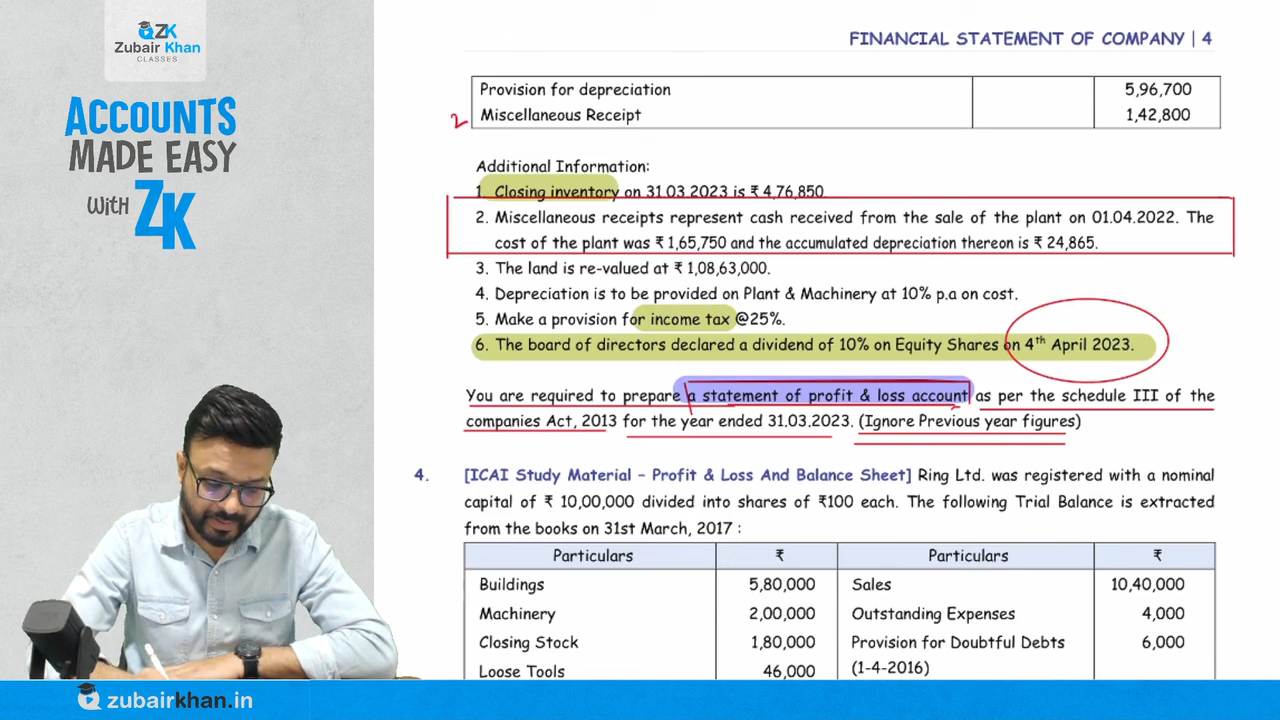 ZK
Zubair Khan
CLASSES
ACCOUNTS
MADE EASY
with ZK
FINANCIAL STATEMENT OF COMPANY | 4
Provision for depreciation 5,96,700
2 Miscellaneous Receipt 1,42,800
Additional Information:
1. Closing inventory on 31.03.2023 is ₹ 4,76,850.
2. Miscellaneous receipts represent cash received from the sale of the plant on 01.04.2022. The
cost of the plant was ₹ 1,65,750 and the accumulated depreciation thereon is ₹ 24,865.
3. The land is re-valued at ₹ 1,08,63,000.
4. Depreciation is to be provided on Plant & Machinery at 10% p.a on cost.
5. Make a provision for income tax @25%.
6. The board of directors declared a dividend of 10% on Equity Shares on 4th April 2023.
You are required to prepare a statement of profit & loss account as per the schedule III of the
companies Act, 2013 for the year ended 31.03.2023. (Ignore Previous year figures)
4. [ICAI Study Material – Profit & Loss And Balance Sheet] Ring Ltd. was registered with a nominal
capital of ₹ 10,00,000 divided into shares of ₹100 each. The following Trial Balance is extracted
from the books on 31st March, 2017 :
Particulars ₹ Particulars ₹
Buildings 5,80,000 Sales 10,40,000
Machinery 2,00,000 Outstanding Expenses 4,000
Closing Stock 1,80,000 Provision for Doubtful Debts 6,000
Loose Tools 46,000 (1-4-2016)
zubairkhan.in